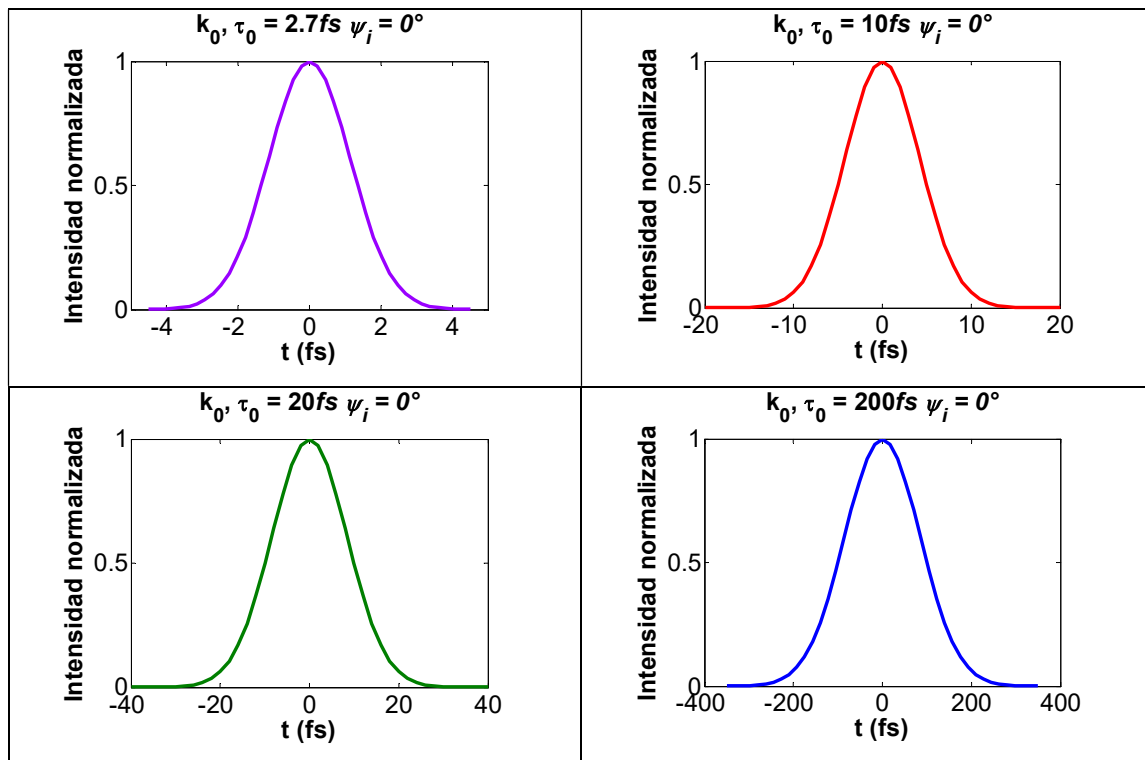 k₀, τ₀ = 2.7fs ψᵢ = 0°
Intensidad normalizada
1
0.5
0
-4 -2 0 2 4
t (fs)
k₀, τ₀ = 10fs ψᵢ = 0°
Intensidad normalizada
1
0.5
0
-20 -10 0 10 20
t (fs)
k₀, τ₀ = 20fs ψᵢ = 0°
Intensidad normalizada
1
0.5
0
-40 -20 0 20 40
t (fs)
k₀, τ₀ = 200fs ψᵢ = 0°
Intensidad normalizada
1
0.5
0
-400 -200 0 200 400
t (fs)